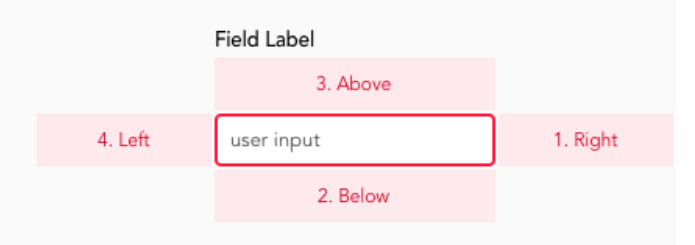 Field Label
3. Above
4. Left
user input
1. Right
2. Below